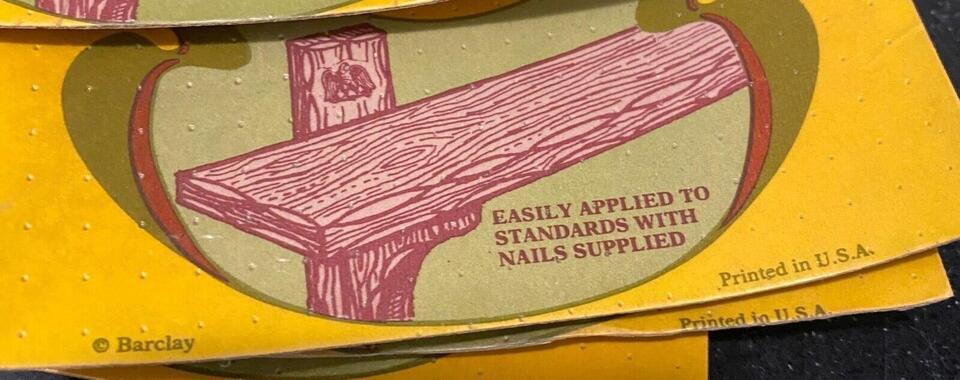 EASILY APPLIED TO
STANDARDS WITH
NAILS SUPPLIED
Printed in U.S.A.
Printed in U.S.A.
© Barclay